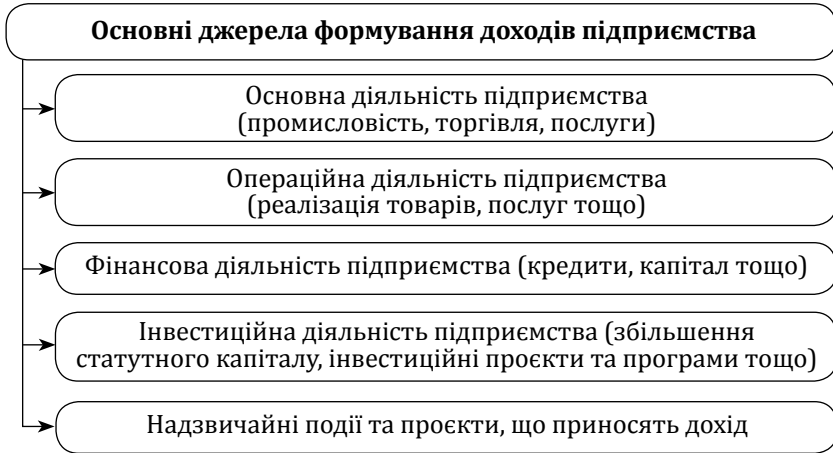 Основні джерела формування доходів підприємства
Основна діяльність підприємства
(промисловість, торгівля, послуги)
Операційна діяльність підприємства
(реалізація товарів, послуг тощо)
Фінансова діяльність підприємства (кредити, капітал тощо)
Інвестиційна діяльність підприємства (збільшення
статутного капіталу, інвестиційні проєкти та програми тощо)
Надзвичайні події та проєкти, що приносять дохід